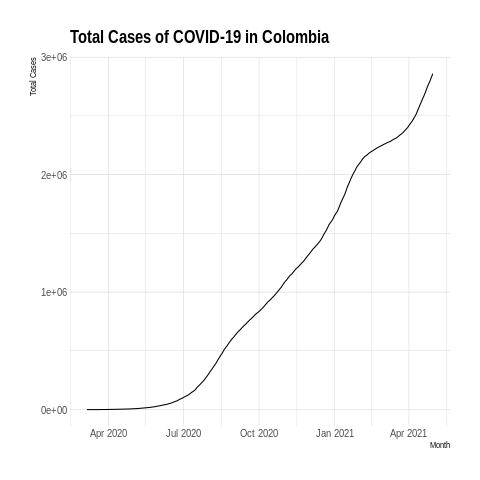 Total Cases of COVID-19 in Colombia
Total Cases
3e+06
2e+06
1e+06
0e+00
Apr 2020 Jul 2020 Oct 2020 Jan 2021 Apr 2021
Month